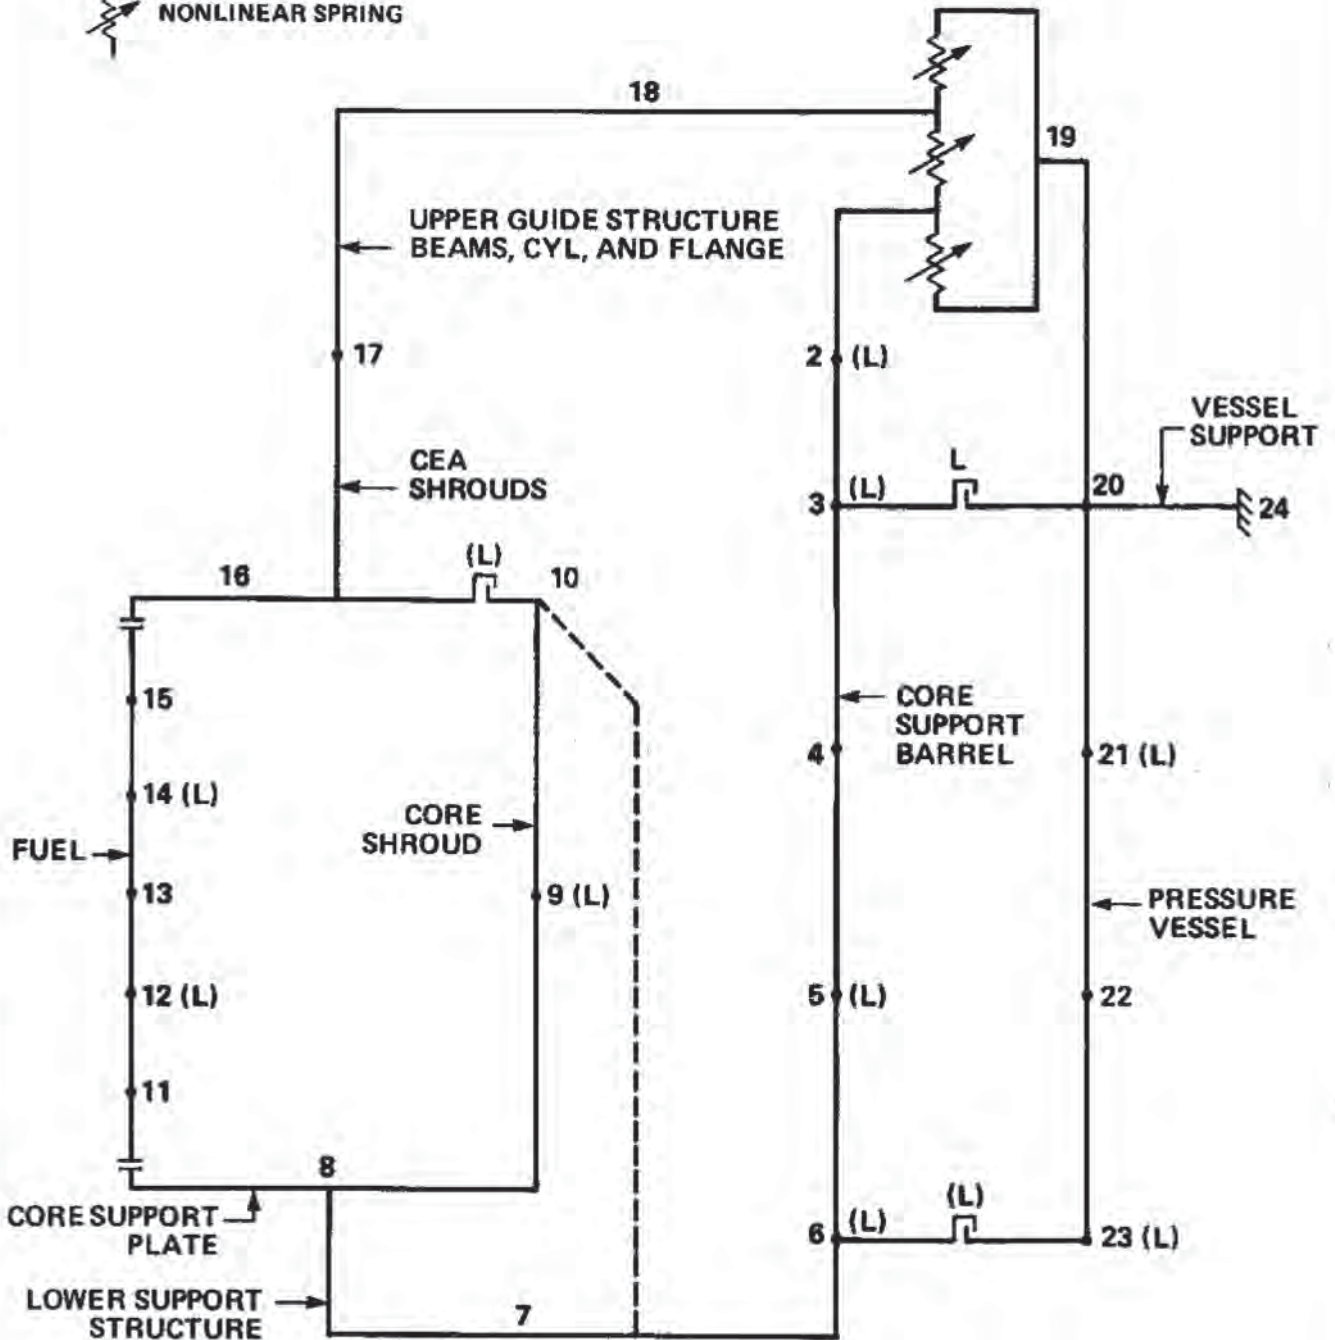 NONLINEAR SPRING
18
19
UPPER GUIDE STRUCTURE
BEAMS, CYL, AND FLANGE
17
2 (L)
VESSEL
SUPPORT
CEA
SHROUDS
L
3 (L)
20
24
(L)
16
10
15
CORE
SUPPORT
BARREL
4
21 (L)
14 (L)
CORE
SHROUD
FUEL
13
9 (L)
PRESSURE
VESSEL
12 (L)
5 (L)
22
11
8
(L)
CORE SUPPORT
PLATE
6 (L)
23 (L)
LOWER SUPPORT
STRUCTURE
7